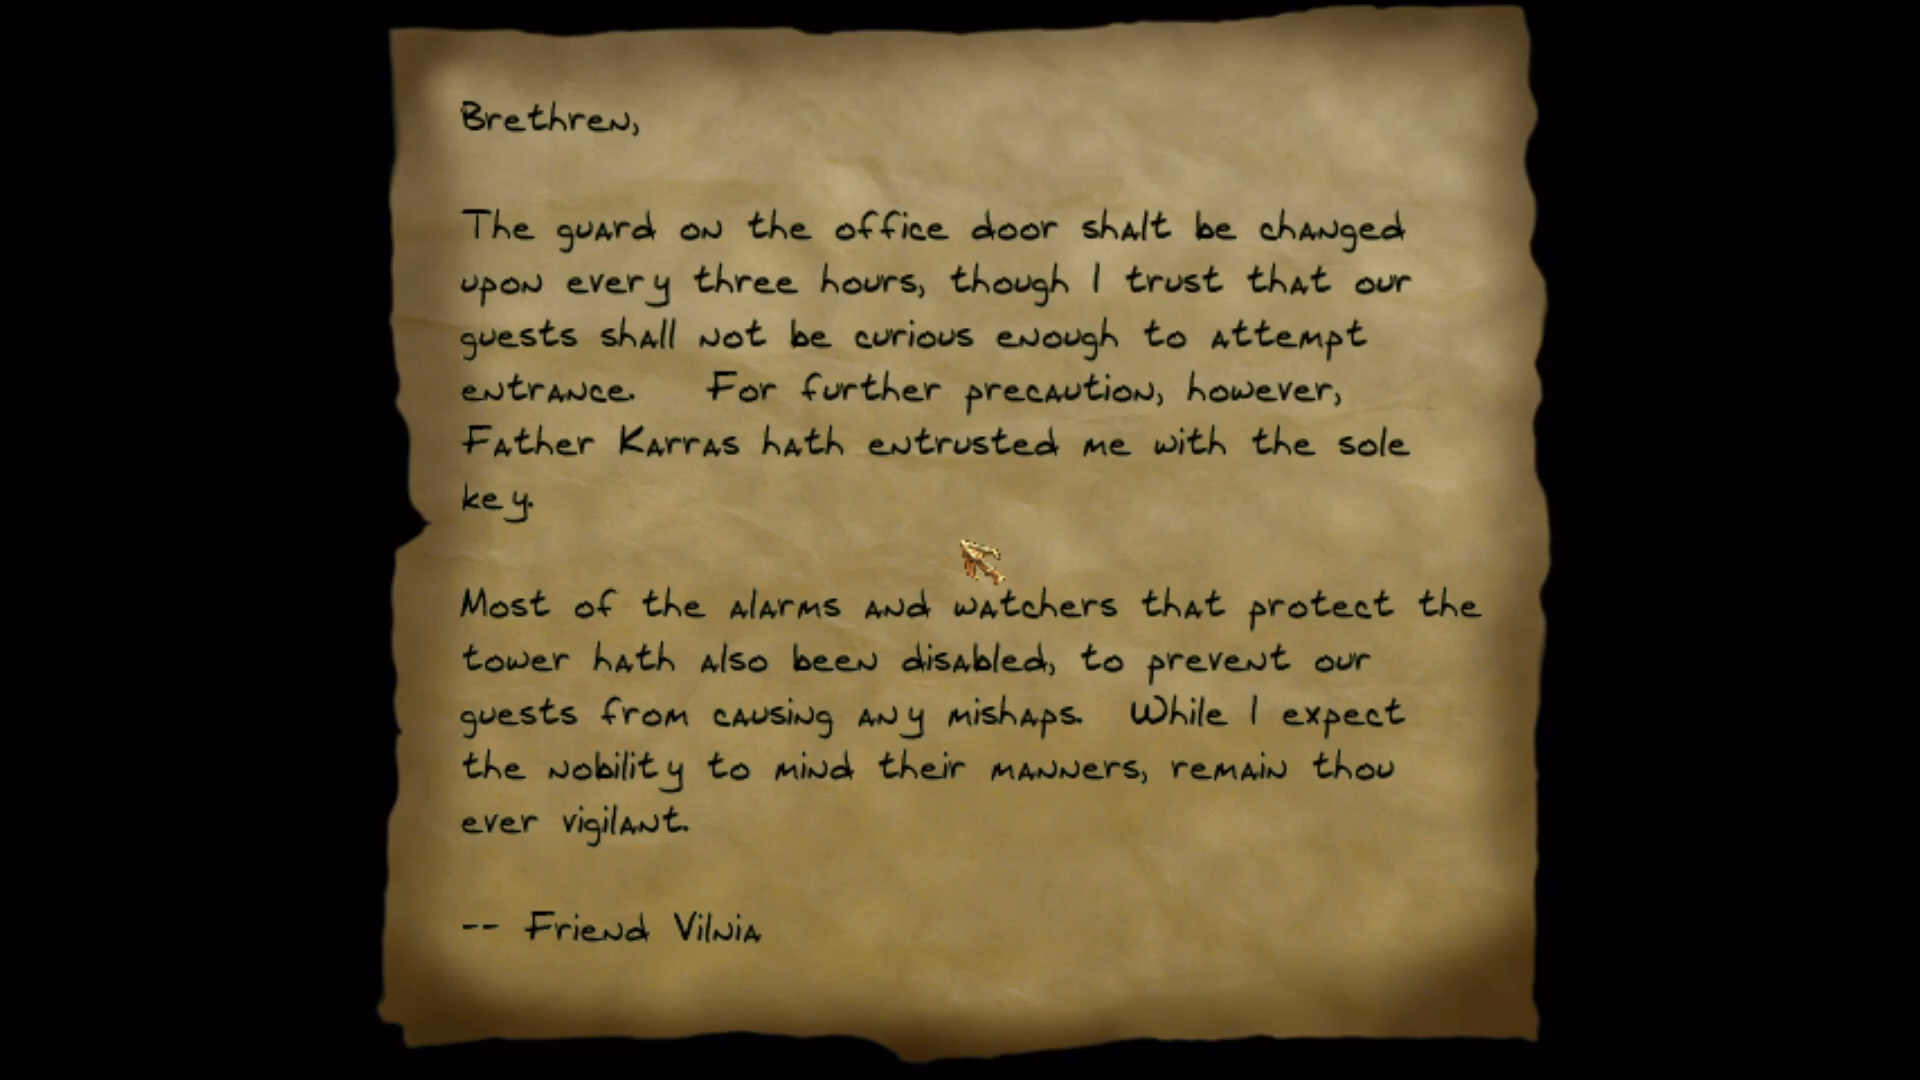 Brethren,
The guard on the office door shalt be changed
upon every three hours, though I trust that our
guests shall not be curious enough to attempt
entrance.  For further precaution, however,
Father Karras hath entrusted me with the sole
key.
Most of the alarms and watchers that protect the
tower hath also been disabled, to prevent our
guests from causing any mishaps.  While I expect
the nobility to mind their manners, remain thou
ever vigilant.
-- Friend Vilnia